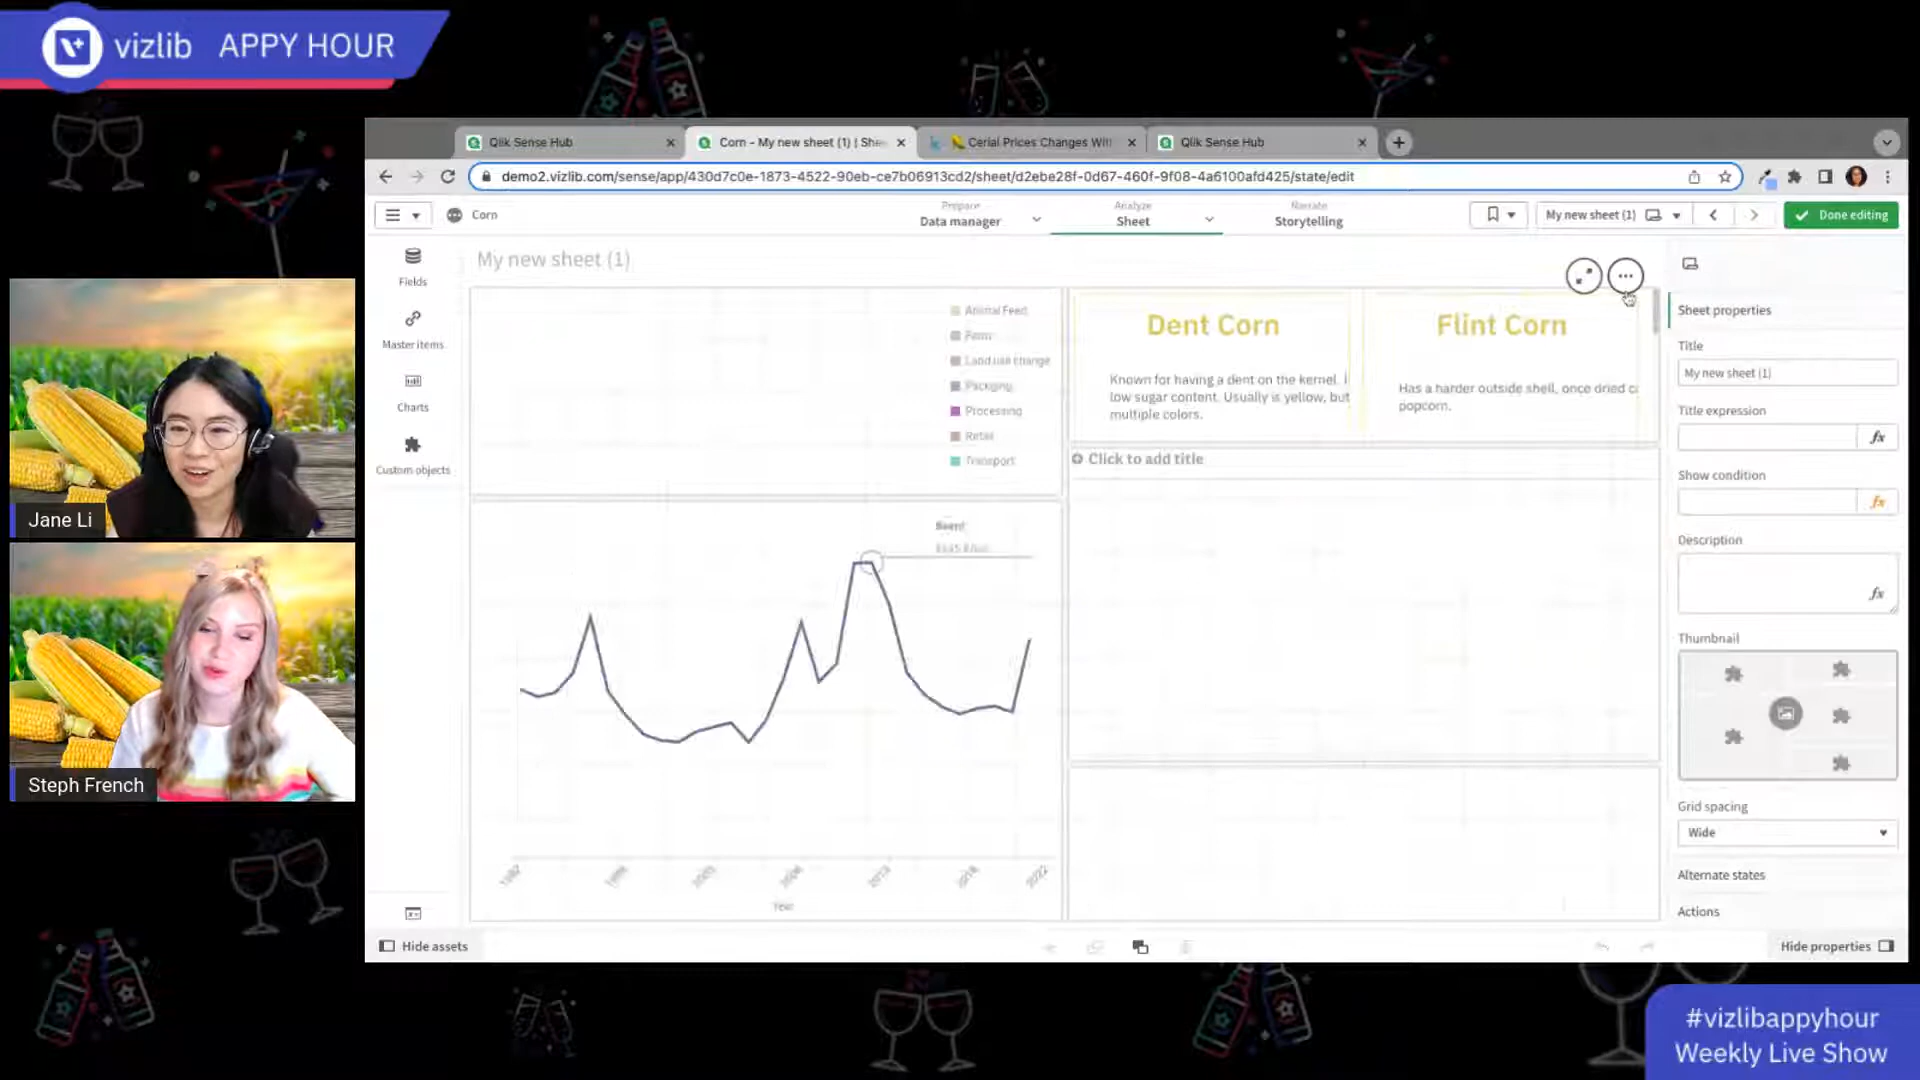 vizlib APPY HOUR
Qlik Sense Hub
Corn - My new sheet (1) | Shee
Cerial Prices Changes Wit
Qlik Sense Hub
demo2.vizlib.com/sense/app/430d7c0e-1873-4522-90eb-ce7b06913cd2/sheet/d2ebe28f-0d67-460f-9f08-4a6100afd425/state/edit
Corn
Prepare
Data manager
Analyze
Sheet
Narrate
Storytelling
My new sheet (1)
Done editing
Fields
Master items
Charts
Custom objects
My new sheet (1)
Animal Feed
Farm
Land use change
Packaging
Processing
Retail
Transport
Dent Corn
Known for having a dent on the kernel.
low sugar content. Usually is yellow, but
multiple colors.
Flint Corn
Has a harder outside shell, once dried
popcorn.
Click to add title
1992
2013
2022
Year
Sheet properties
Title
My new sheet (1)
Title expression
Show condition
Description
Thumbnail
Grid spacing
Wide
Alternate states
Actions
Hide assets
Hide properties
Jane Li
Steph French
#vizlibappyhour
Weekly Live Show